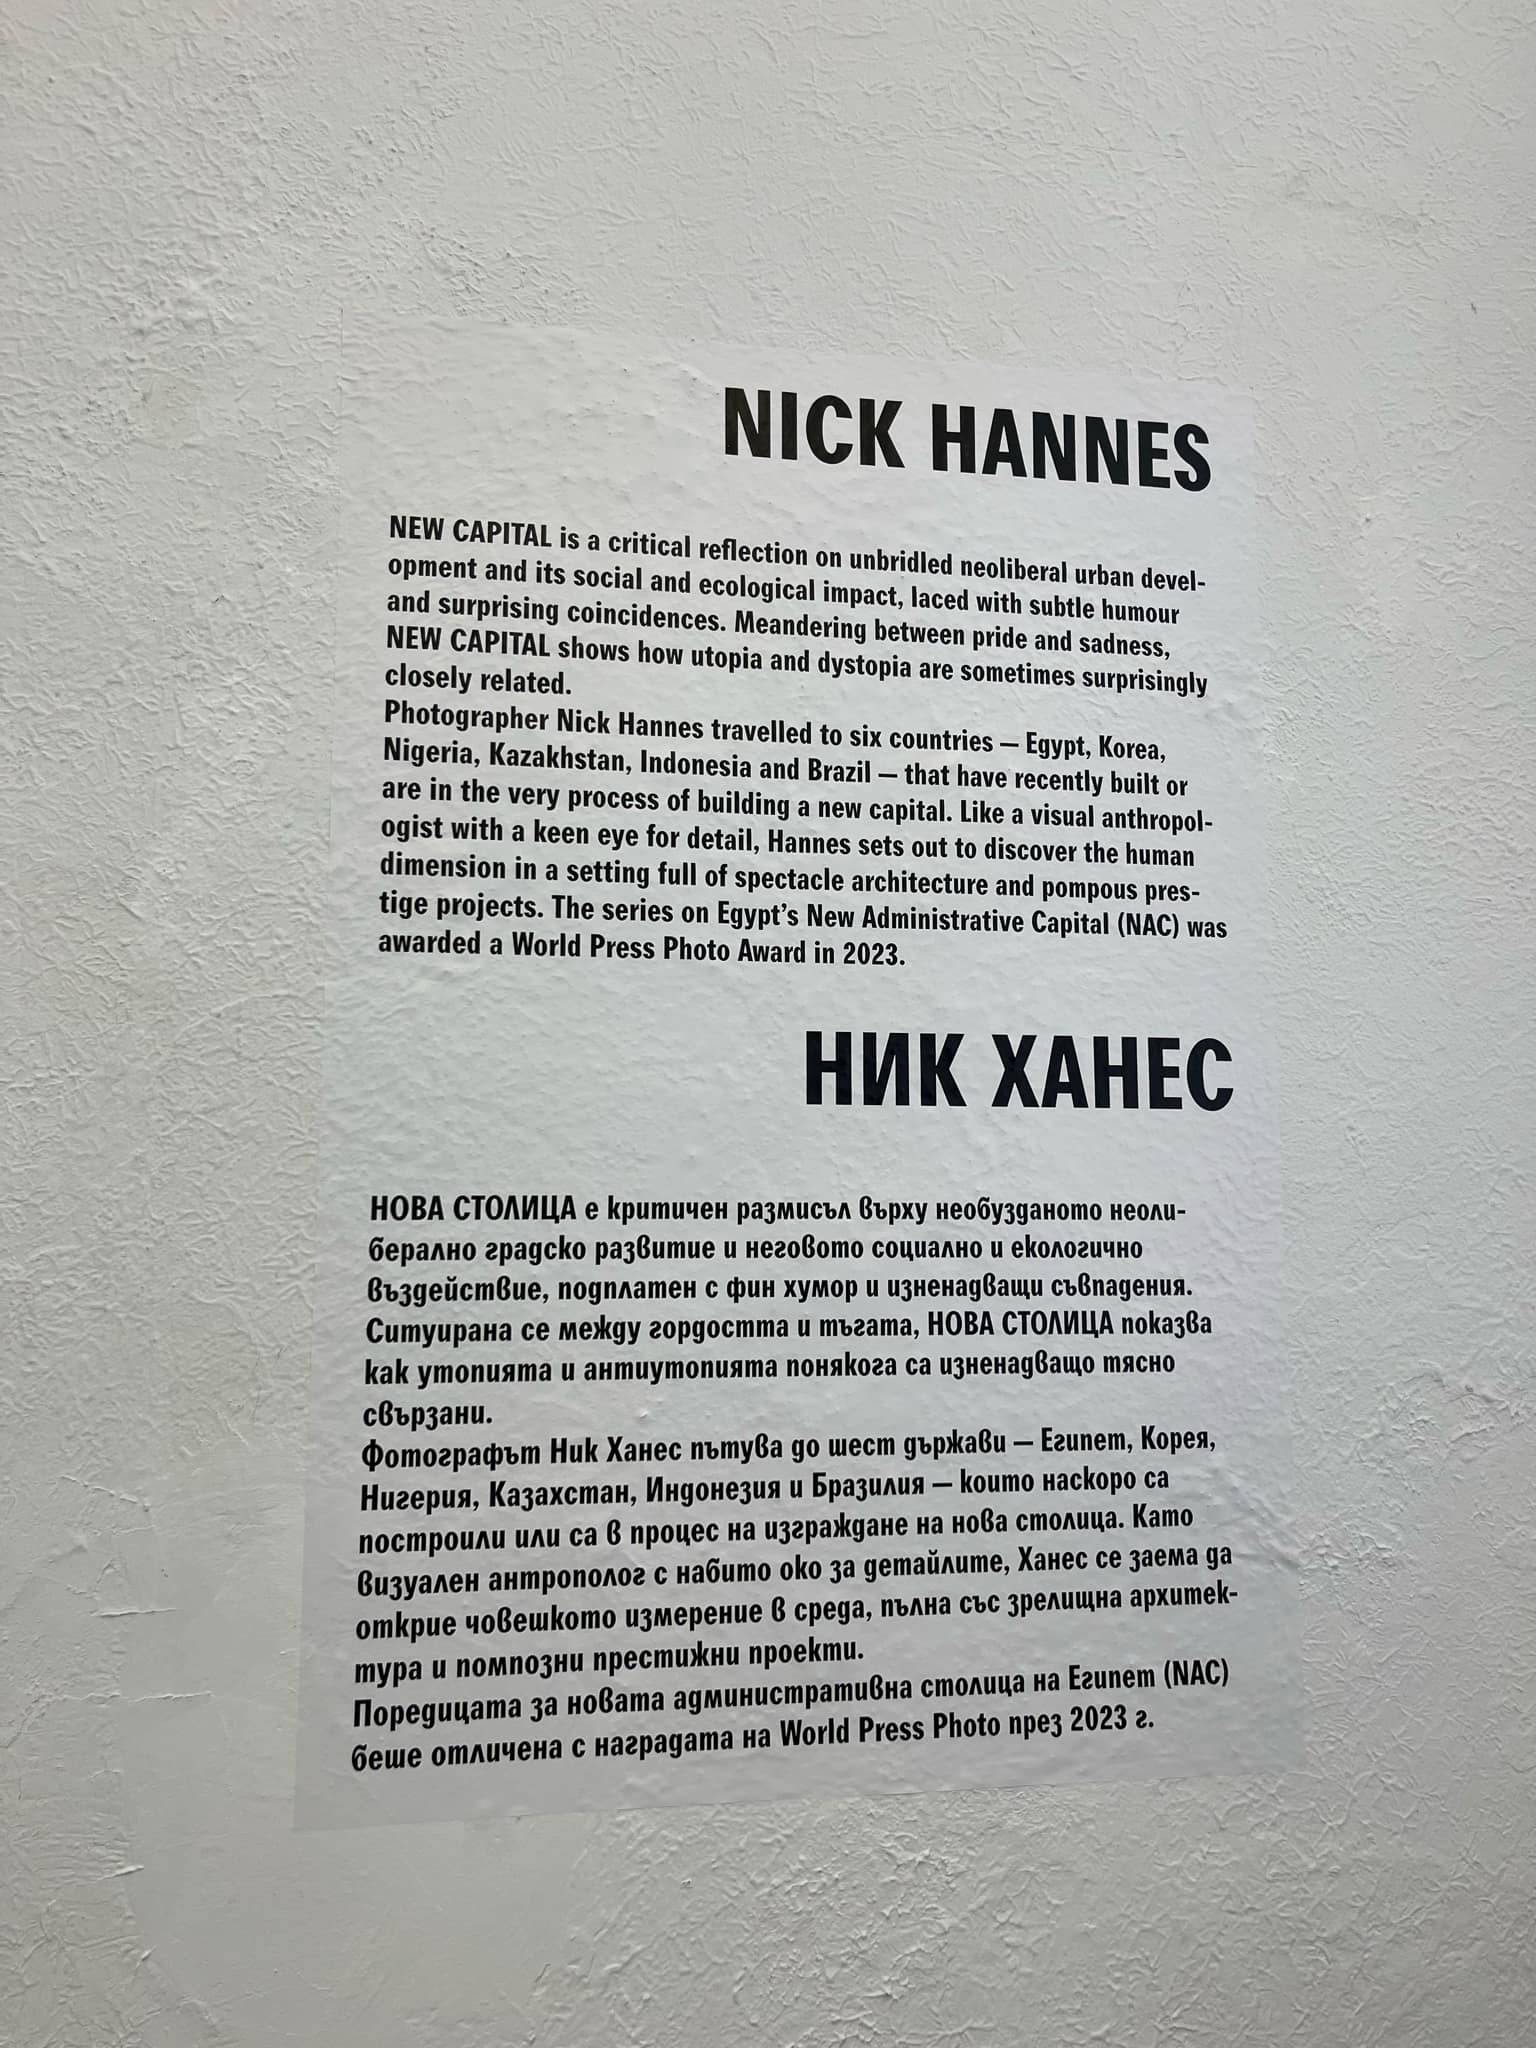 NICK HANNES
NEW CAPITAL is a critical reflection on unbridled neoliberal urban devel-
opment and its social and ecological impact, laced with subtle humour
and surprising coincidences. Meandering between pride and sadness,
NEW CAPITAL shows how utopia and dystopia are sometimes surprisingly
closely related.
Photographer Nick Hannes travelled to six countries — Egypt, Korea,
Nigeria, Kazakhstan, Indonesia and Brazil — that have recently built or
are in the very process of building a new capital. Like a visual anthropol-
ogist with a keen eye for detail, Hannes sets out to discover the human
dimension in a setting full of spectacle architecture and pompous pres-
tige projects. The series on Egypt’s New Administrative Capital (NAC) was
awarded a World Press Photo Award in 2023.
НИК ХАНЕС
НОВА СТОЛИЦА е критичен размисъл върху необузданото неоли-
берално градско развитие и неговото социално и екологично
въздействие, подплатен с фин хумор и изненадващи съвпадения.
Ситуирана се между гордостта и тъгата, НОВА СТОЛИЦА показва
как утопията и антиутопията понякога са изненадващо тясно
свързани.
Фотографът Ник Ханес пътува до шест държави — Египет, Корея,
Нигерия, Казахстан, Индонезия и Бразилия — които наскоро са
построили или са в процес на изграждане на нова столица. Като
визуален антрополог с набито око за детайлите, Ханес се заема да
открие човешкото измерение в среда, пълна със зрелищна архитек-
тура и помпозни престижни проекти.
Поредицата за новата административна столица на Египет (NAC)
беше отличена с наградата на World Press Photo през 2023 г.